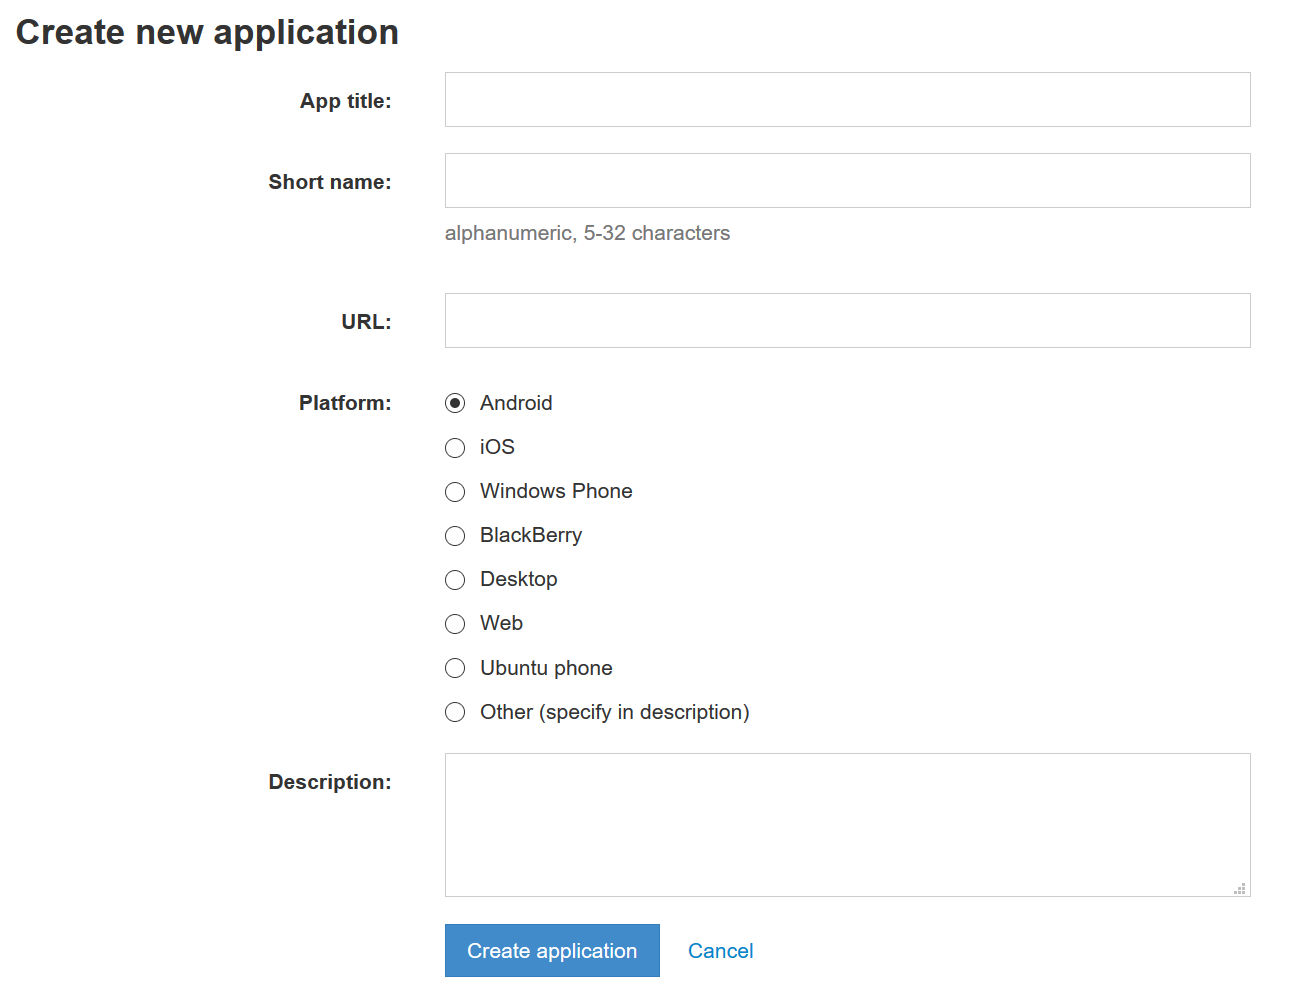 Create new application
App title:
Short name:
alphanumeric, 5-32 characters
URL:
Platform:
Android
iOS
Windows Phone
BlackBerry
Desktop
Web
Ubuntu phone
Other (specify in description)
Description:
Create application
Cancel